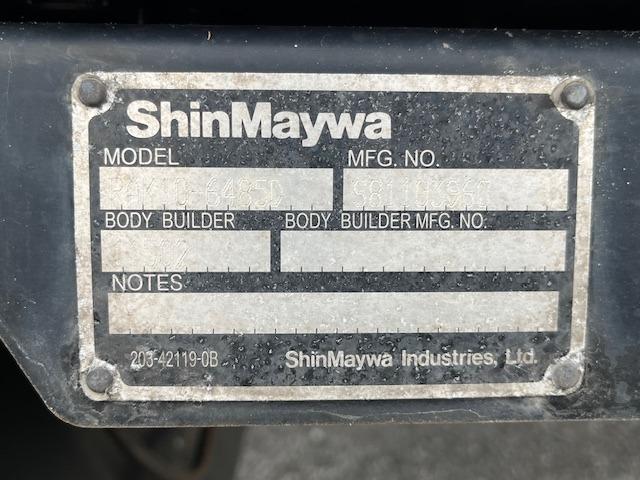 ShinMaywa
MODEL MFG. NO.
BODY BUILDER BODY BUILDER MFG. NO.
NOTES
203-42119-0B ShinMaywa Industries, Ltd.